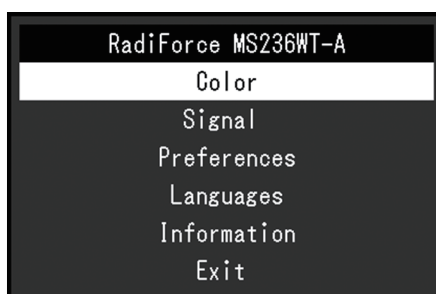 RadiForce MS236WT-A
Color
Signal
Preferences
Languages
Information
Exit